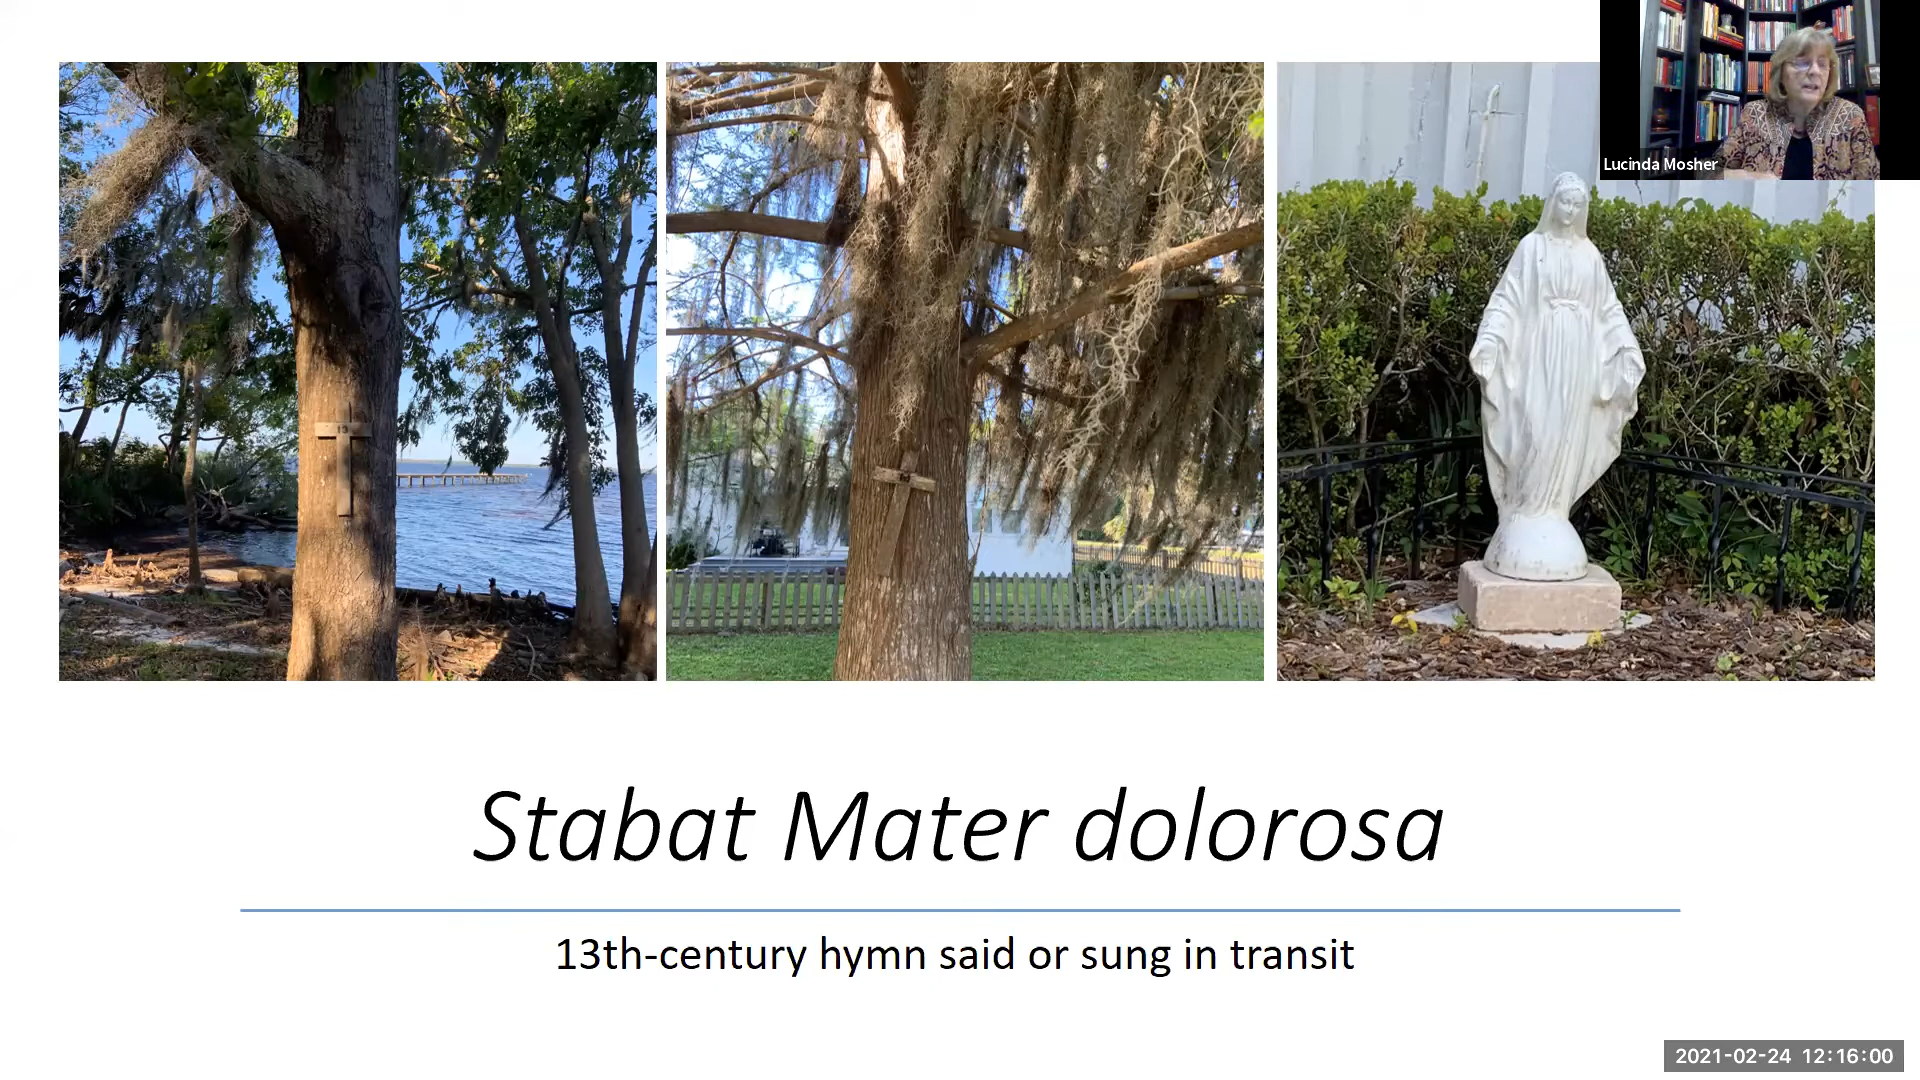 Lucinda Mosher
13
Stabat Mater dolorosa
13th-century hymn said or sung in transit
2021-02-24 12:16:00